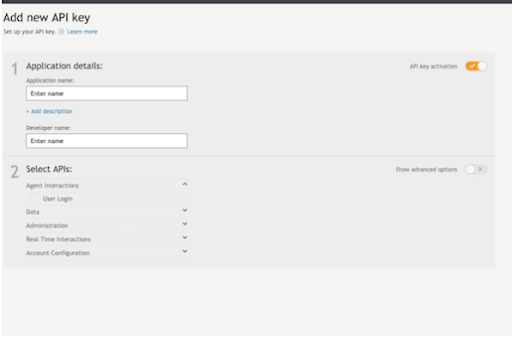 Add new API key
Set up your API key. Learn more
1 Application details:
API key activation
Application name:
Enter name
+ Add description
Developer name:
Enter name
2 Select APIs:
Show advanced options
Agent Interactions
User Login
Data
Administration
Real Time Interactions
Account Configuration